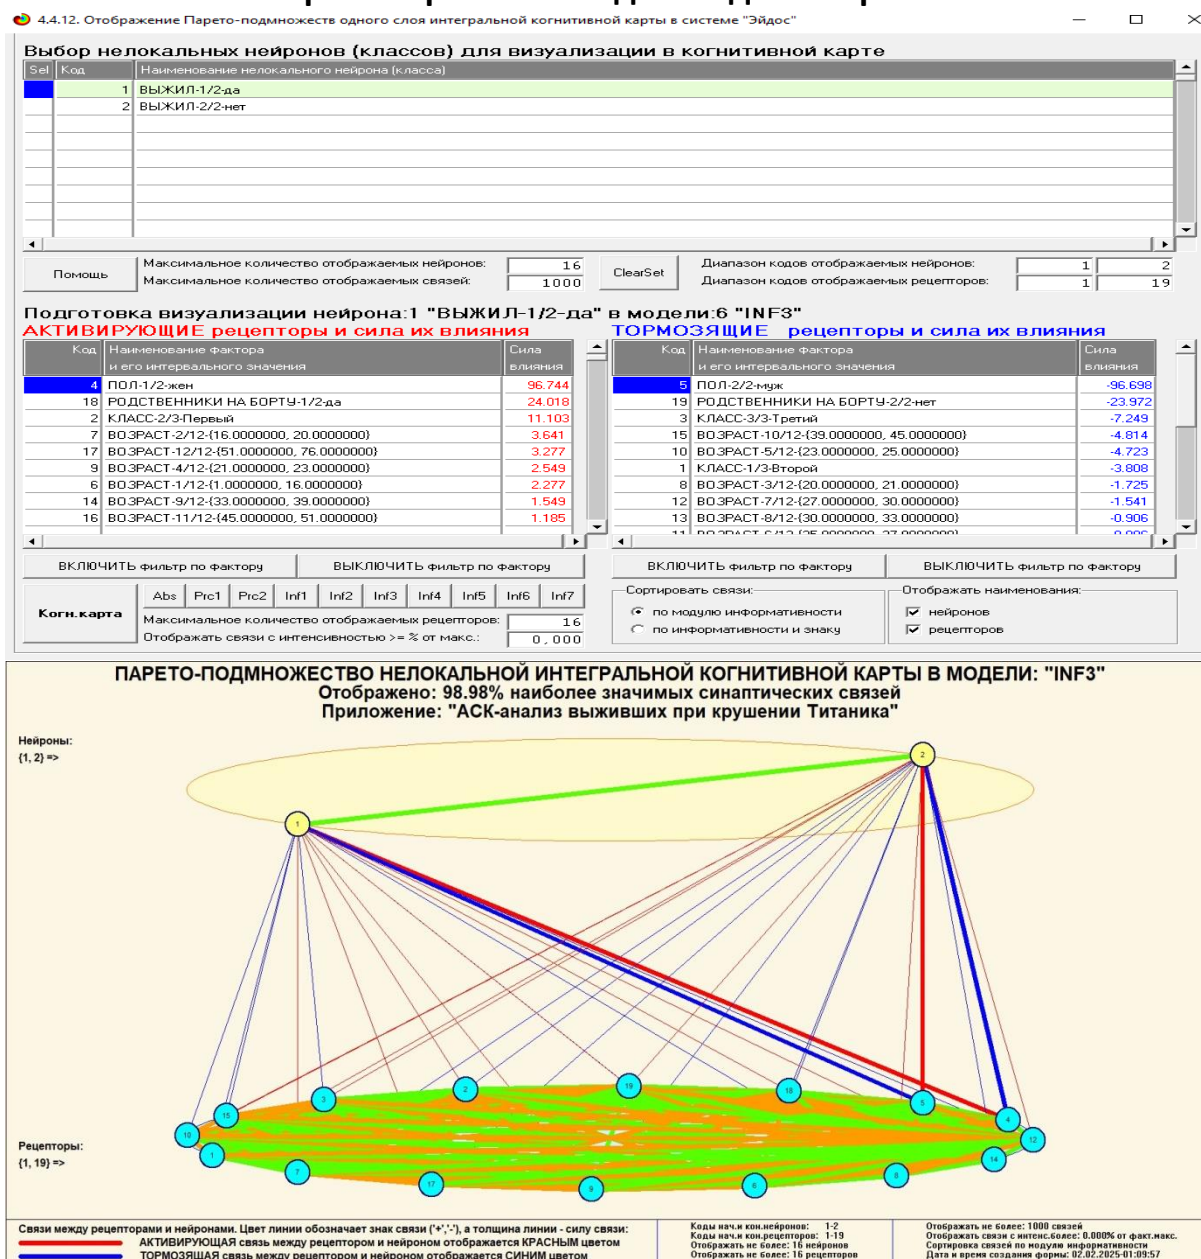 4.4.12. Отображение Парето-подмножеств одного слоя интегральной когнитивной карты в системе "Эйдос"
Выбор нелокальных нейронов (классов) для визуализации в когнитивной карте
Sel Код Наименование нелокального нейрона (класса)
1 ВЫЖИЛ-1/2-да
2 ВЫЖИЛ-2/2-нет
Помощь
Максимальное количество отображаемых нейронов: 16
Максимальное количество отображаемых связей: 1000
ClearSet
Диапазон кодов отображаемых нейронов: 1 2
Диапазон кодов отображаемых рецепторов: 1 19
Подготовка визуализации нейрона:1 "ВЫЖИЛ-1/2-да" в модели:6 "INF3"
АКТИВИРУЮЩИЕ рецепторы и сила их влияния
Код Наименование фактора Сила
и его интервального значения влияния
4 ПОЛ-1/2-жен 96.744
18 РОДСТВЕННИКИ НА БОРТУ-1/2-да 24.018
2 КЛАСС-2/3-Первый 11.103
7 ВОЗРАСТ-2/12-{16.0000000, 20.0000000} 3.641
17 ВОЗРАСТ-12/12-{51.0000000, 76.0000000} 3.277
9 ВОЗРАСТ-4/12-{21.0000000, 23.0000000} 2.549
6 ВОЗРАСТ-1/12-{1.0000000, 16.0000000} 2.277
14 ВОЗРАСТ-9/12-{33.0000000, 39.0000000} 1.549
16 ВОЗРАСТ-11/12-{45.0000000, 51.0000000} 1.185
ТОРМОЗЯЩИЕ рецепторы и сила их влияния
Код Наименование фактора Сила
и его интервального значения влияния
5 ПОЛ-2/2-муж -96.698
19 РОДСТВЕННИКИ НА БОРТУ-2/2-нет -23.972
3 КЛАСС-3/3-Третий -7.249
15 ВОЗРАСТ-10/12-{39.0000000, 45.0000000} -4.814
10 ВОЗРАСТ-5/12-{23.0000000, 25.0000000} -4.723
1 КЛАСС-1/3-Второй -3.808
8 ВОЗРАСТ-3/12-{20.0000000, 21.0000000} -1.725
12 ВОЗРАСТ-7/12-{27.0000000, 30.0000000} -1.541
13 ВОЗРАСТ-8/12-{30.0000000, 33.0000000} -0.906
ВКЛЮЧИТЬ фильтр по фактору ВЫКЛЮЧИТЬ фильтр по фактору
ВКЛЮЧИТЬ фильтр по фактору ВЫКЛЮЧИТЬ фильтр по фактору
Когн.карта
Abs Prc1 Prc2 Inf1 Inf2 Inf3 Inf4 Inf5 Inf6 Inf7
Максимальное количество отображаемых рецепторов: 16
Отображать связи с интенсивностью >= % от макс.: 0,000
Сортировать связи:
по модулю информативности
по информативности и знаку
Отображать наименования:
нейронов
рецепторов
ПАРЕТО-ПОДМНОЖЕСТВО НЕЛОКАЛЬНОЙ ИНТЕГРАЛЬНОЙ КОГНИТИВНОЙ КАРТЫ В МОДЕЛИ: "INF3"
Отображено: 98.98% наиболее значимых синаптических связей
Приложение: "АСК-анализ выживших при крушении Титаника"
Нейроны:
{1, 2} =>
2
1
19
2
18
3
5
15
4
10
12
1
14
7
8
17
6
9
Рецепторы:
{1, 19} =>
Связи между рецепторами и нейронами. Цвет линии обозначает знак связи ('+','-'), а толщина линии - силу связи:
АКТИВИРУЮЩАЯ связь между рецептором и нейроном отображается КРАСНЫМ цветом
ТОРМОЗЯЩАЯ связь между рецептором и нейроном отображается СИНИМ цветом
Коды нач.и кон.нейронов: 1-2
Коды нач.и кон.рецепторов: 1-19
Отображать не более: 16 нейронов
Отображать не более: 16 рецепторов
Отображать не более: 1000 связей
Отображать связи с интенс.более: 0.000% от факт.макс.
Сортировка связей по модулю информативности
Дата и время создания формы: 02.02.2025-01:09:57